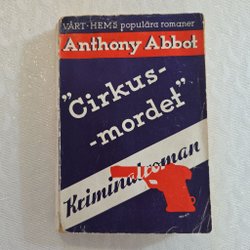 VÅRT·HEMS populära romaner
Anthony Abbot
"Cirkus-
-mordet"
Kriminalroman